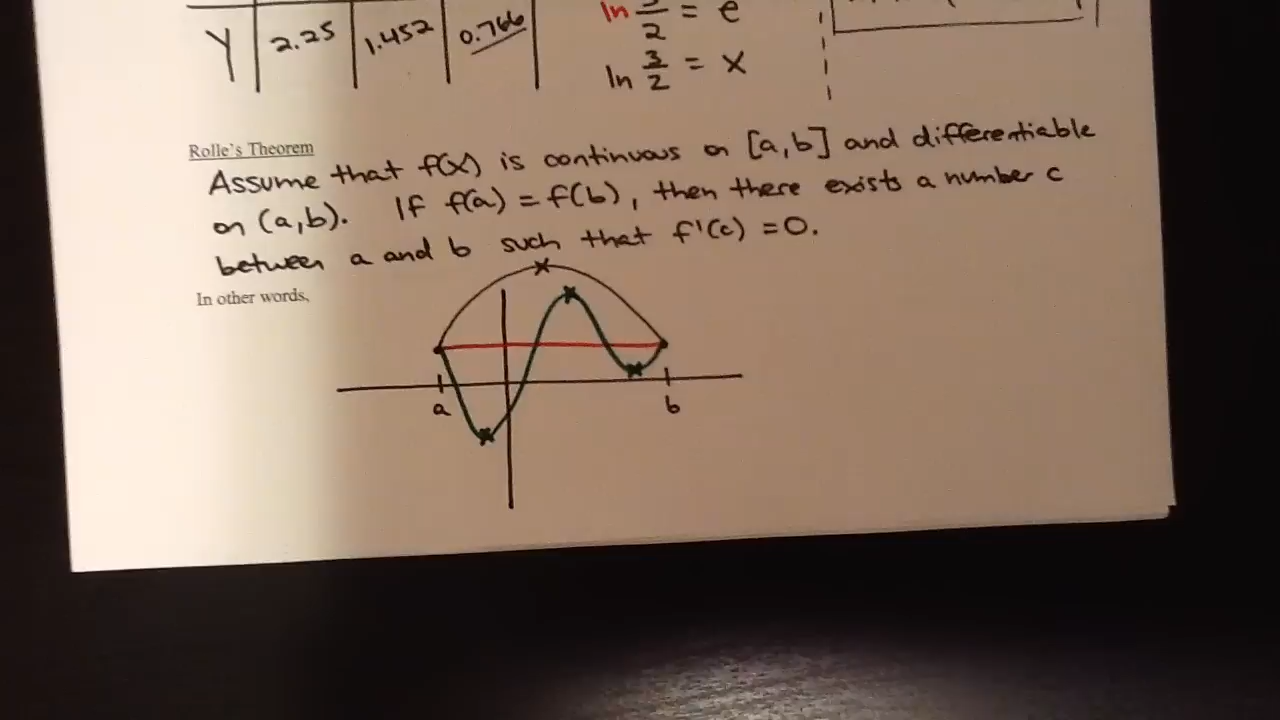 Y 2.25 1.452 0.766
ln 3/2 = e
ln 3/2 = x
Rolle's Theorem
Assume that f(x) is continuous on [a,b] and differentiable
on (a,b). If f(a) = f(b), then there exists a number c
between a and b such that f'(c) = 0.
In other words,
a b